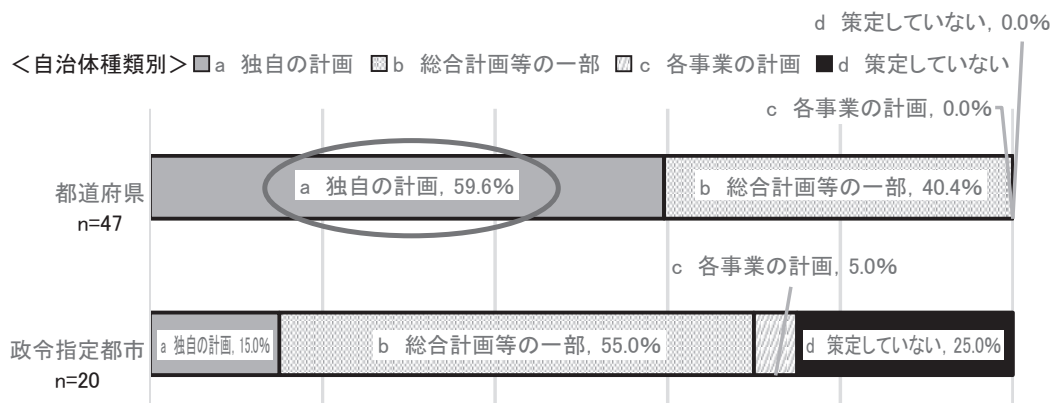 d 策定していない, 0.0%
＜自治体種類別＞ a 独自の計画 b 総合計画等の一部 c 各事業の計画 d 策定していない
c 各事業の計画, 0.0%
a 独自の計画, 59.6%
b 総合計画等の一部, 40.4%
都道府県
n=47
c 各事業の計画, 5.0%
a 独自の計画, 15.0%
b 総合計画等の一部, 55.0%
d 策定していない, 25.0%
政令指定都市
n=20